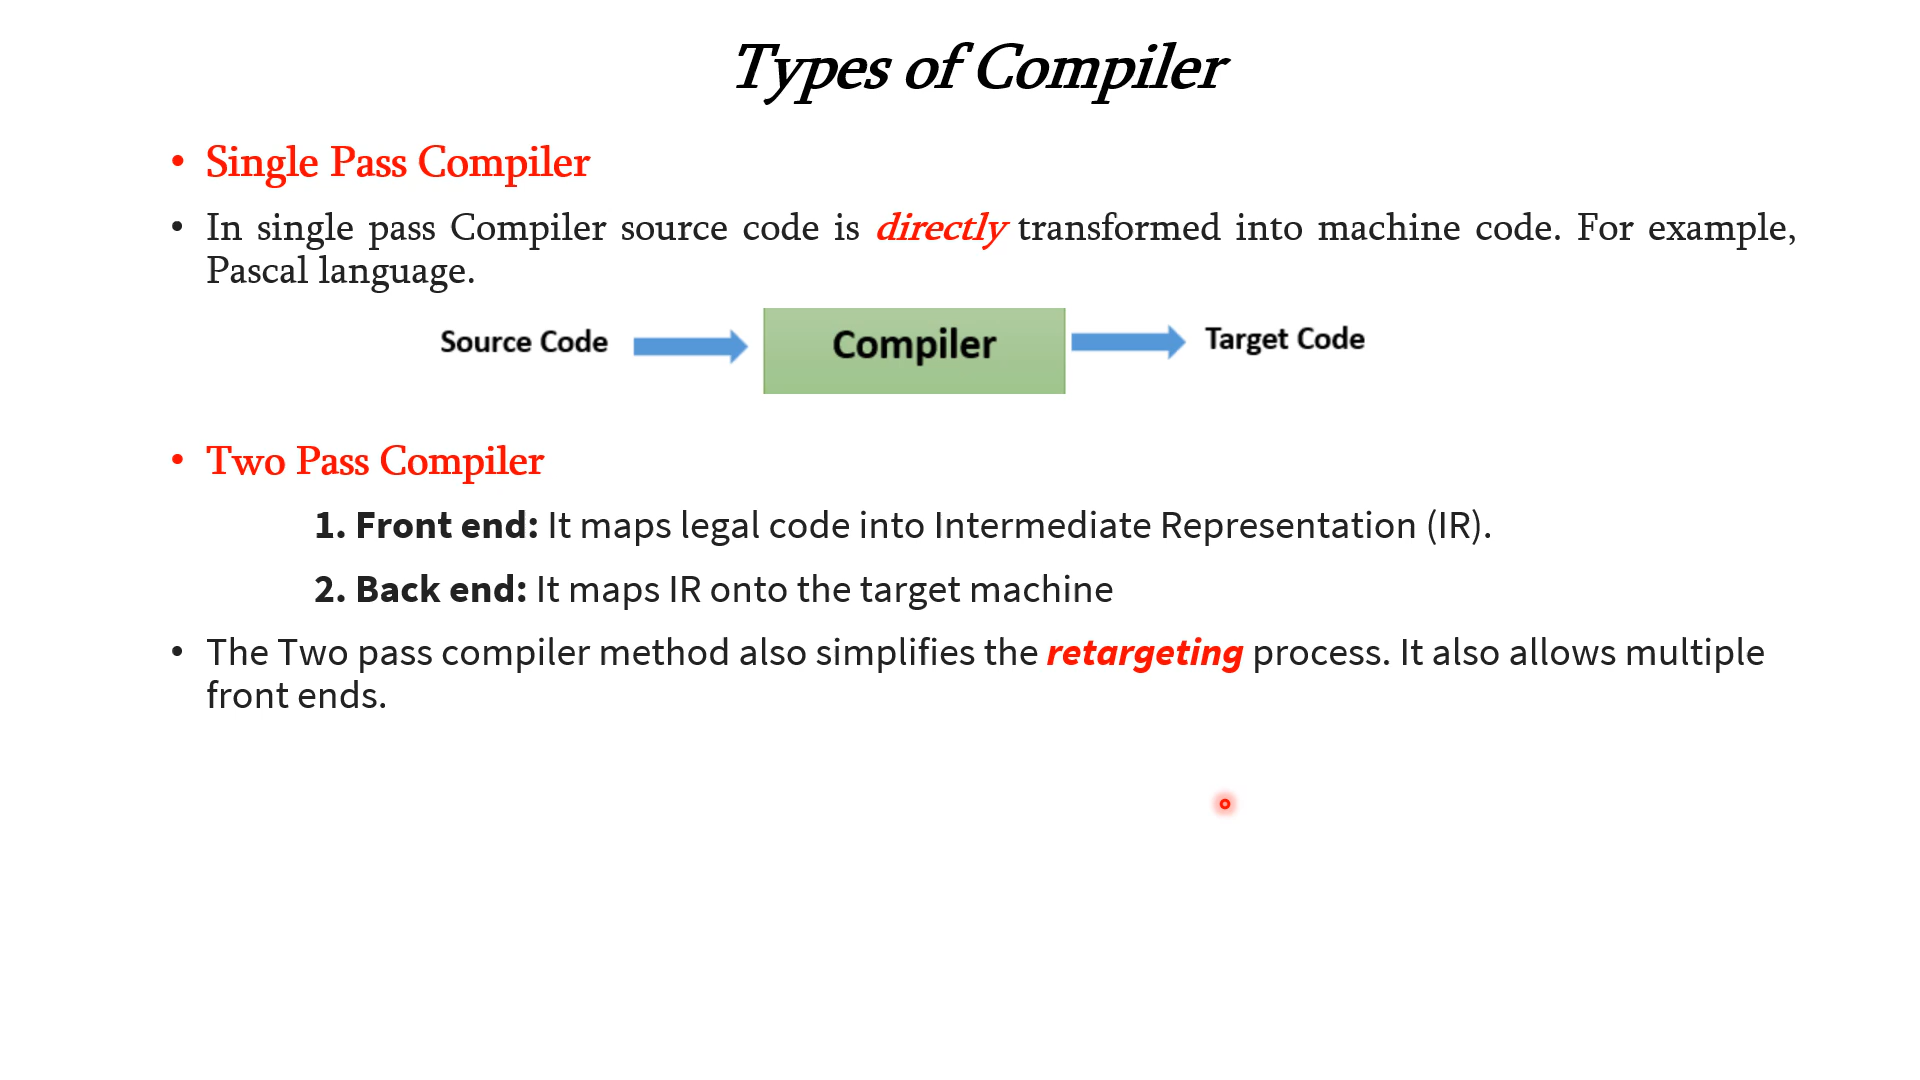 Types of Compiler
• Single Pass Compiler
• In single pass Compiler source code is directly transformed into machine code. For example,
Pascal language.
Source Code Compiler Target Code
• Two Pass Compiler
1. Front end: It maps legal code into Intermediate Representation (IR).
2. Back end: It maps IR onto the target machine
• The Two pass compiler method also simplifies the retargeting process. It also allows multiple
front ends.